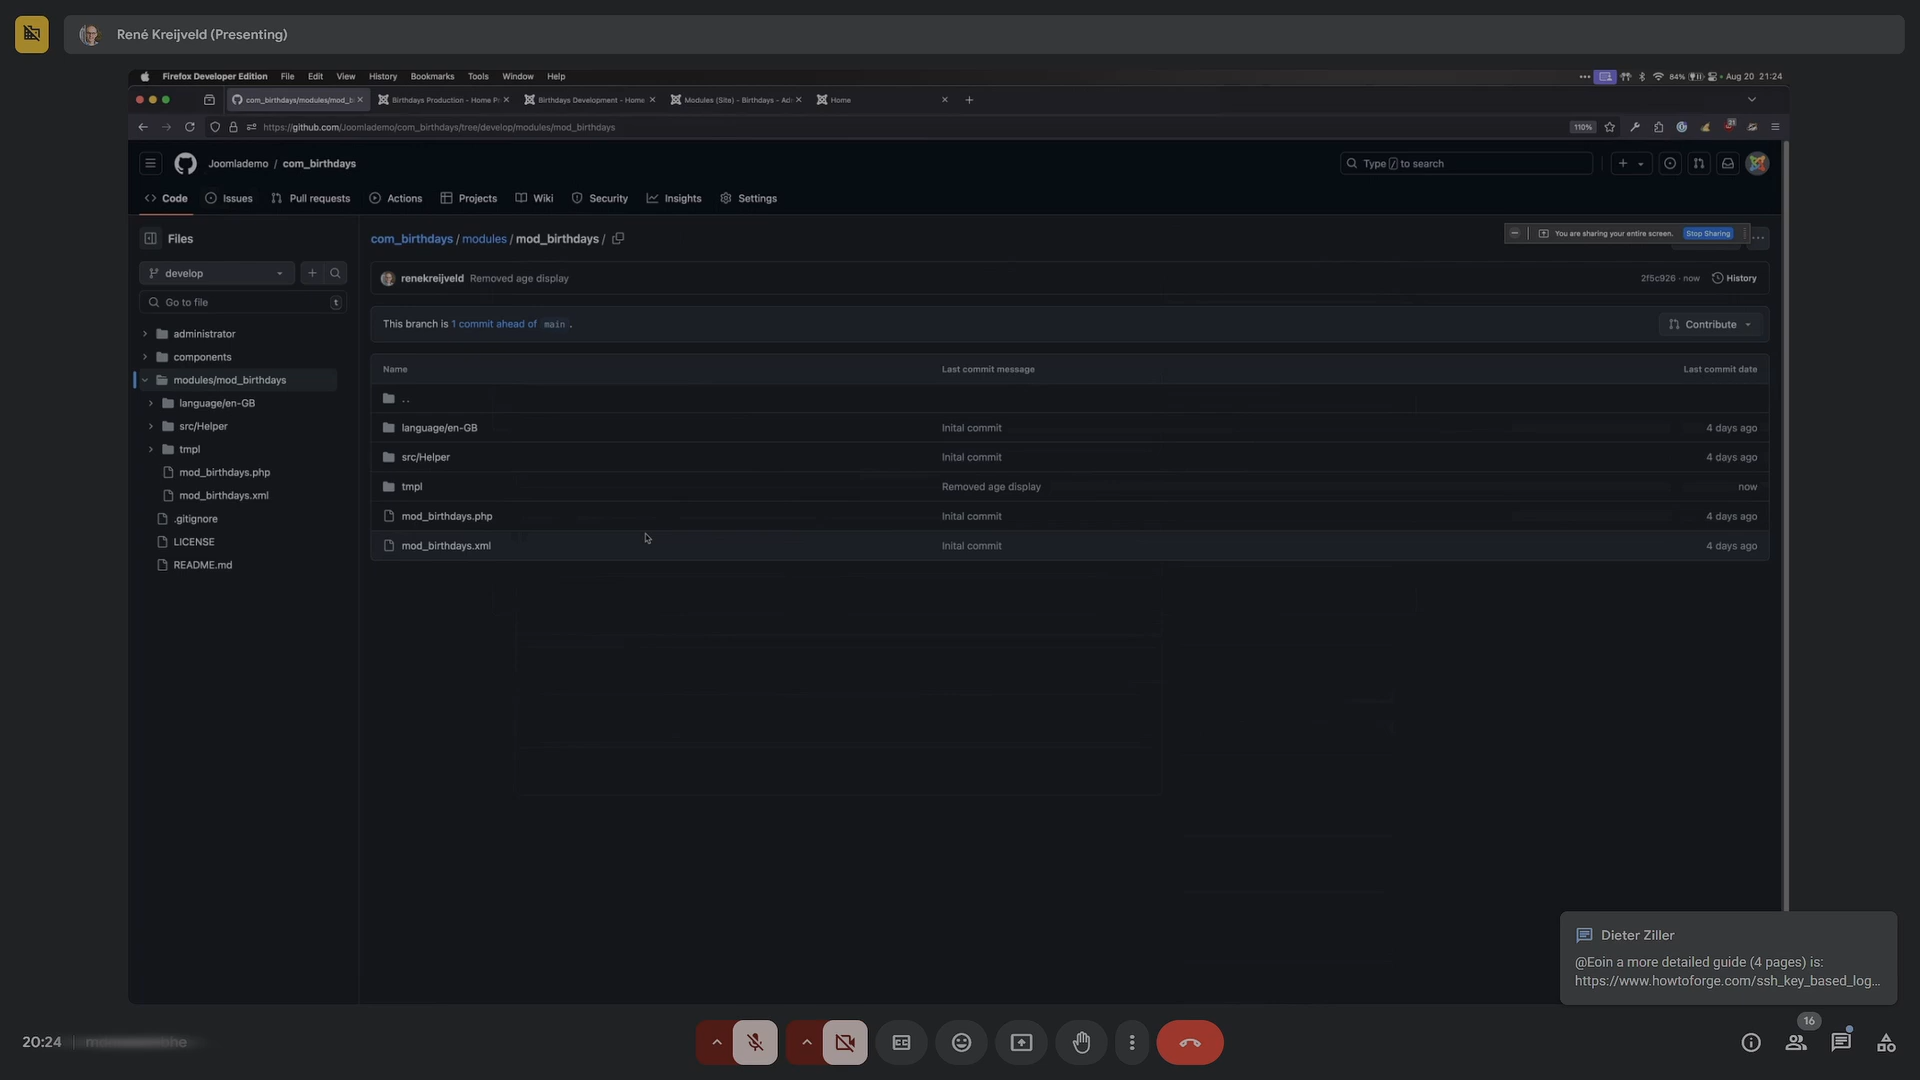 René Kreijveld (Presenting)
Firefox Developer Edition File Edit View History Bookmarks Tools Window Help
84% Aug 20 21:24
com_birthdays/modules/mod_b
Birthdays Production - Home P
Birthdays Development - Home
Modules (Site) - Birthdays - Ad
Home
https://github.com/Joomlademo/com_birthdays/tree/develop/modules/mod_birthdays
110%
21
Joomlademo / com_birthdays
Type / to search
Code Issues Pull requests Actions Projects Wiki Security Insights Settings
Files
com_birthdays / modules / mod_birthdays /
You are sharing your entire screen. Stop Sharing
develop
renekreijveld Removed age display
2f5c926 · now History
Go to file t
This branch is 1 commit ahead of main .
Contribute
administrator
components
modules/mod_birthdays
language/en-GB
src/Helper
tmpl
mod_birthdays.php
mod_birthdays.xml
.gitignore
LICENSE
README.md
Name Last commit message Last commit date
..
language/en-GB Inital commit 4 days ago
src/Helper Inital commit 4 days ago
tmpl Removed age display now
mod_birthdays.php Inital commit 4 days ago
mod_birthdays.xml Inital commit 4 days ago
Dieter Ziller
@Eoin a more detailed guide (4 pages) is:
https://www.howtoforge.com/ssh_key_based_log...
20:24
16